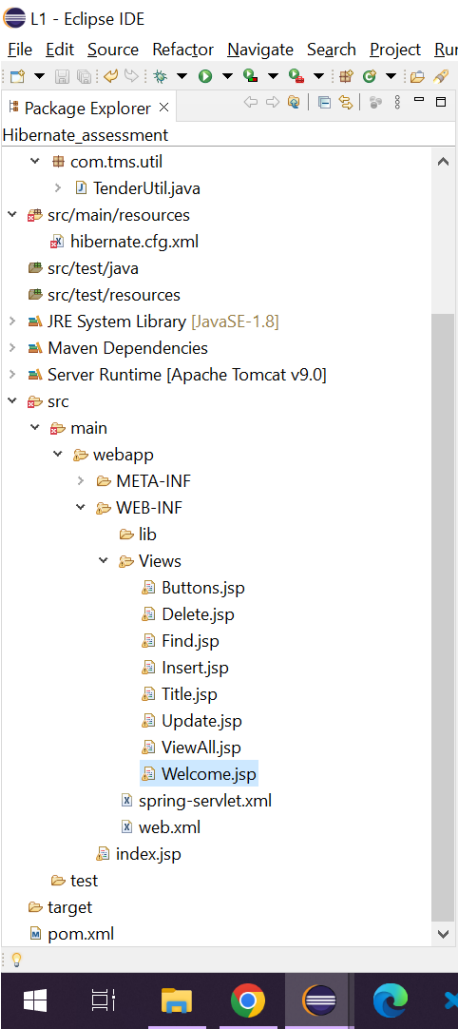 L1 - Eclipse IDE
File Edit Source Refactor Navigate Search Project Run
Package Explorer
Hibernate_assessment
com.tms.util
TenderUtil.java
src/main/resources
hibernate.cfg.xml
src/test/java
src/test/resources
JRE System Library [JavaSE-1.8]
Maven Dependencies
Server Runtime [Apache Tomcat v9.0]
src
main
webapp
META-INF
WEB-INF
lib
Views
Buttons.jsp
Delete.jsp
Find.jsp
Insert.jsp
Title.jsp
Update.jsp
ViewAll.jsp
Welcome.jsp
spring-servlet.xml
web.xml
index.jsp
test
target
pom.xml